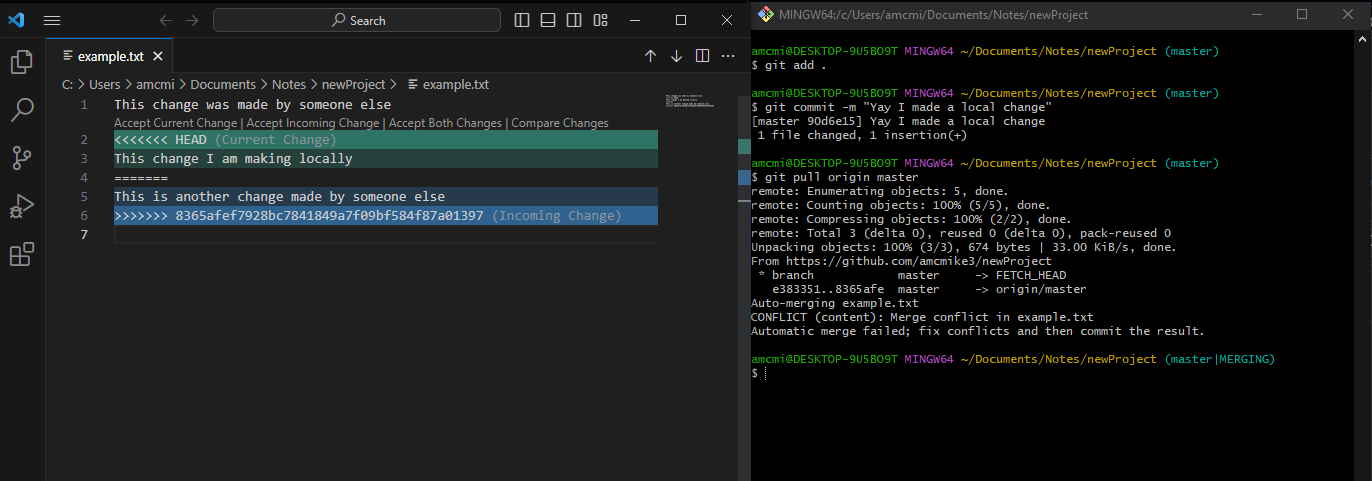 Search
example.txt
C: > Users > amcmi > Documents > Notes > newProject > example.txt
1 This change was made by someone else
Accept Current Change | Accept Incoming Change | Accept Both Changes | Compare Changes
2 <<<<<<< HEAD (Current Change)
3 This change I am making locally
4 =======
5 This is another change made by someone else
6 >>>>>>> 8365afef7928bc7841849a7f09bf584f87a01397 (Incoming Change)
7
MINGW64:/c/Users/amcmi/Documents/Notes/newProject
amcmi@DESKTOP-9U5BO9T MINGW64 ~/Documents/Notes/newProject (master)
$ git add .
amcmi@DESKTOP-9U5BO9T MINGW64 ~/Documents/Notes/newProject (master)
$ git commit -m "Yay I made a local change"
[master 90d6e15] Yay I made a local change
1 file changed, 1 insertion(+)
amcmi@DESKTOP-9U5BO9T MINGW64 ~/Documents/Notes/newProject (master)
$ git pull origin master
remote: Enumerating objects: 5, done.
remote: Counting objects: 100% (5/5), done.
remote: Compressing objects: 100% (2/2), done.
remote: Total 3 (delta 0), reused 0 (delta 0), pack-reused 0
Unpacking objects: 100% (3/3), 674 bytes | 33.00 KiB/s, done.
From https://github.com/amcmike3/newProject
* branch master -> FETCH_HEAD
e383351..8365afe master -> origin/master
Auto-merging example.txt
CONFLICT (content): Merge conflict in example.txt
Automatic merge failed; fix conflicts and then commit the result.
amcmi@DESKTOP-9U5BO9T MINGW64 ~/Documents/Notes/newProject (master|MERGING)
$